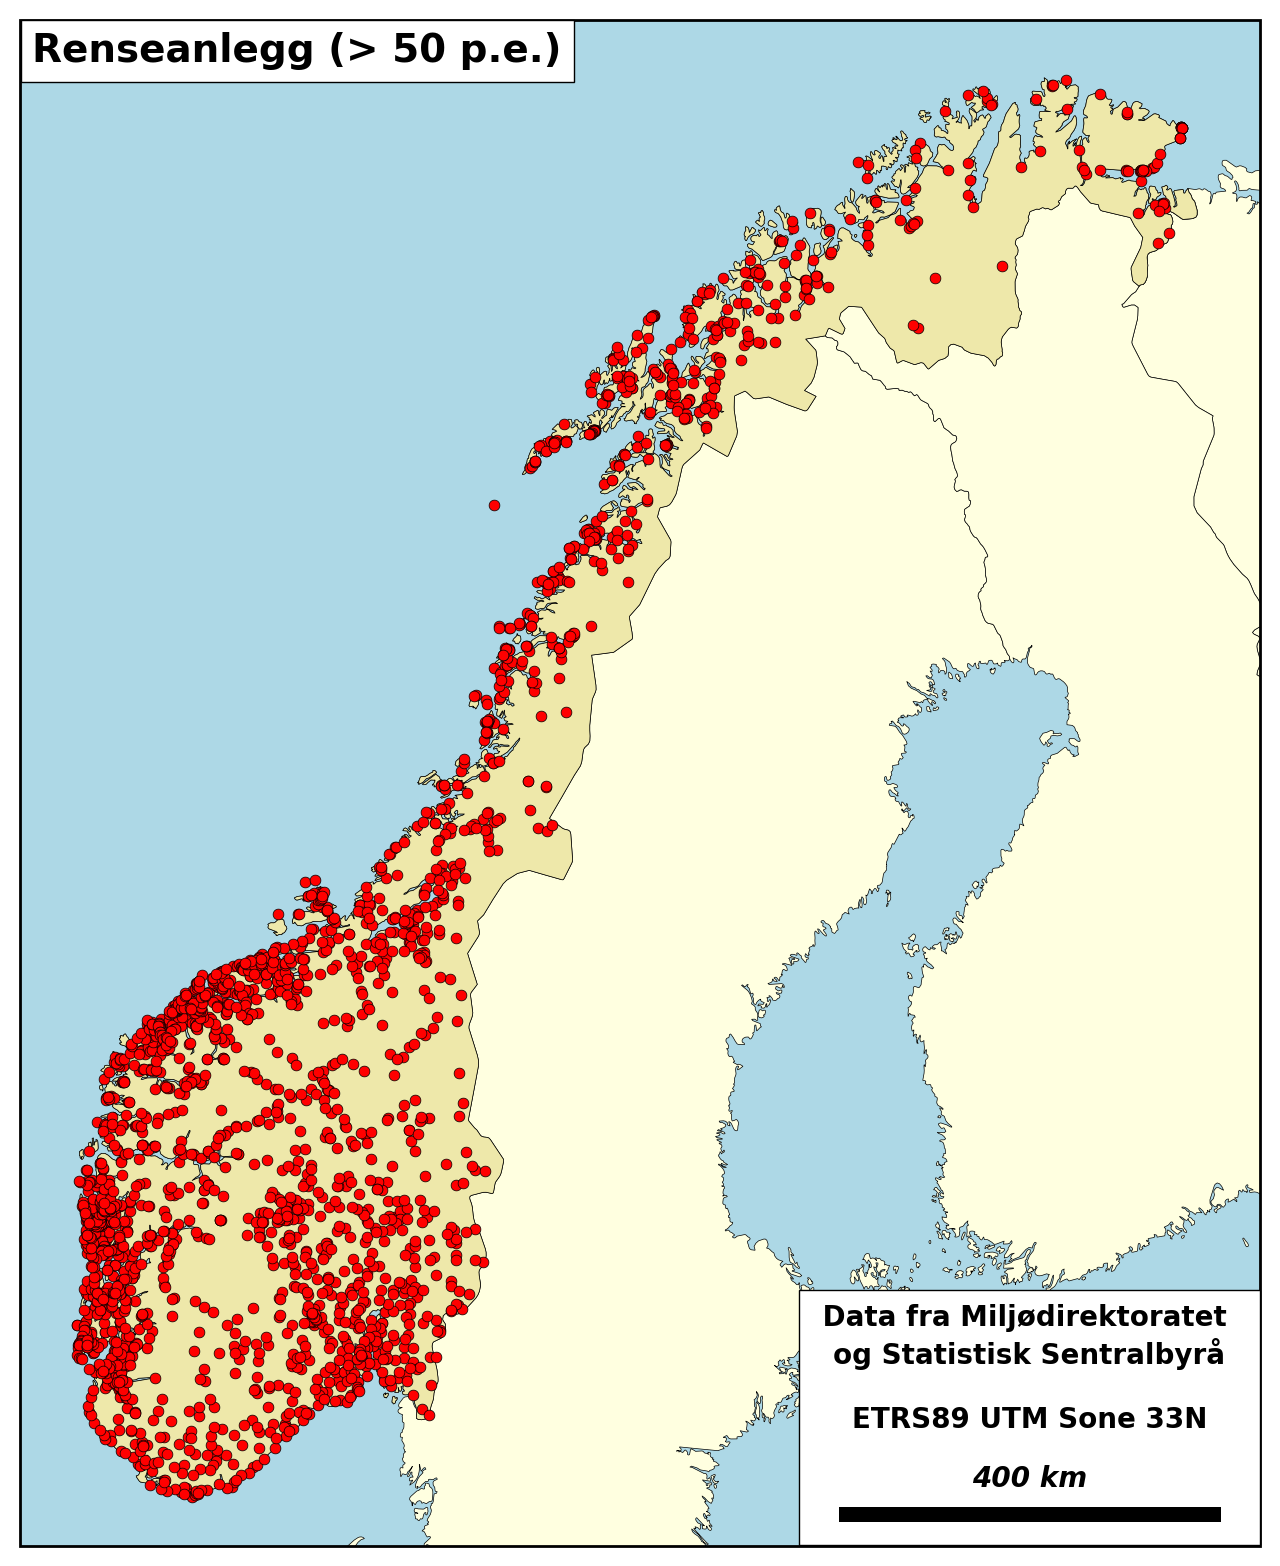 Renseanlegg (> 50 p.e.)
Data fra Miljødirektoratet
og Statistisk Sentralbyrå
ETRS89 UTM Sone 33N
400 km